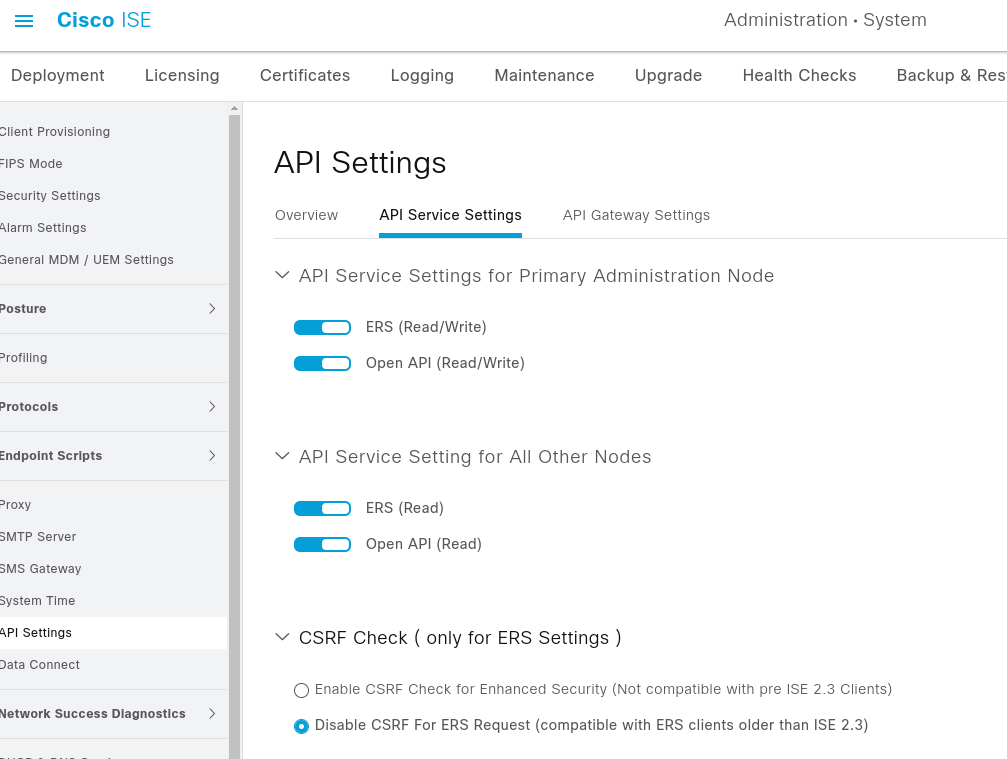 Cisco ISE
Administration · System
Deployment Licensing Certificates Logging Maintenance Upgrade Health Checks Backup & Res
Client Provisioning
FIPS Mode
Security Settings
Alarm Settings
General MDM / UEM Settings
Posture
Profiling
Protocols
Endpoint Scripts
Proxy
SMTP Server
SMS Gateway
System Time
API Settings
Data Connect
Network Success Diagnostics
API Settings
Overview API Service Settings API Gateway Settings
API Service Settings for Primary Administration Node
ERS (Read/Write)
Open API (Read/Write)
API Service Setting for All Other Nodes
ERS (Read)
Open API (Read)
CSRF Check ( only for ERS Settings )
Enable CSRF Check for Enhanced Security (Not compatible with pre ISE 2.3 Clients)
Disable CSRF For ERS Request (compatible with ERS clients older than ISE 2.3)